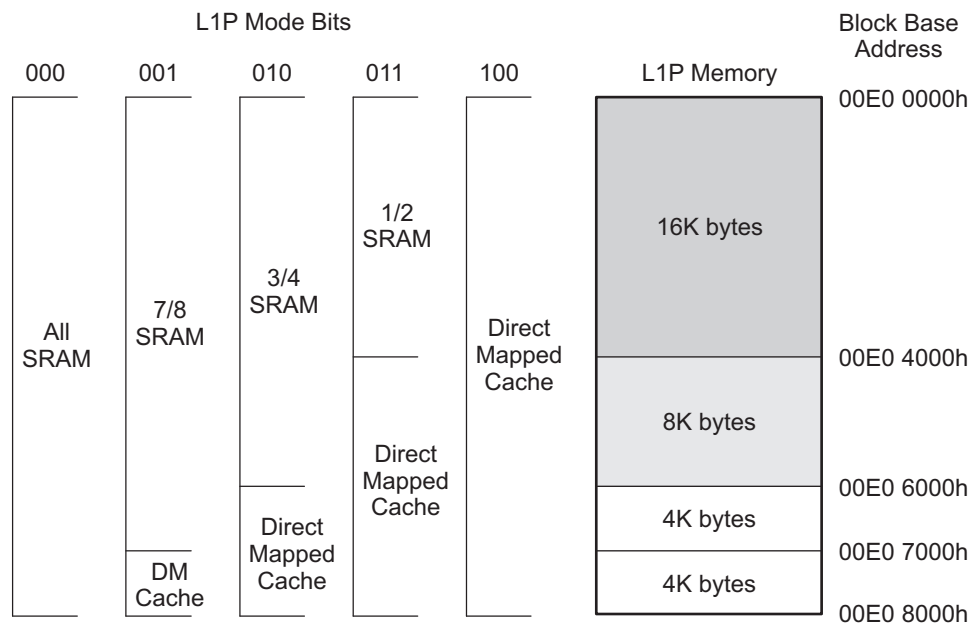 L1P Mode Bits
Block Base
Address
000 001 010 011 100 L1P Memory
00E0 0000h
1/2
SRAM
16K bytes
3/4
SRAM
7/8
SRAM
All
SRAM
Direct
Mapped
Cache
00E0 4000h
8K bytes
Direct
Mapped
Cache
00E0 6000h
4K bytes
Direct
Mapped
Cache
00E0 7000h
DM
Cache
4K bytes
00E0 8000h